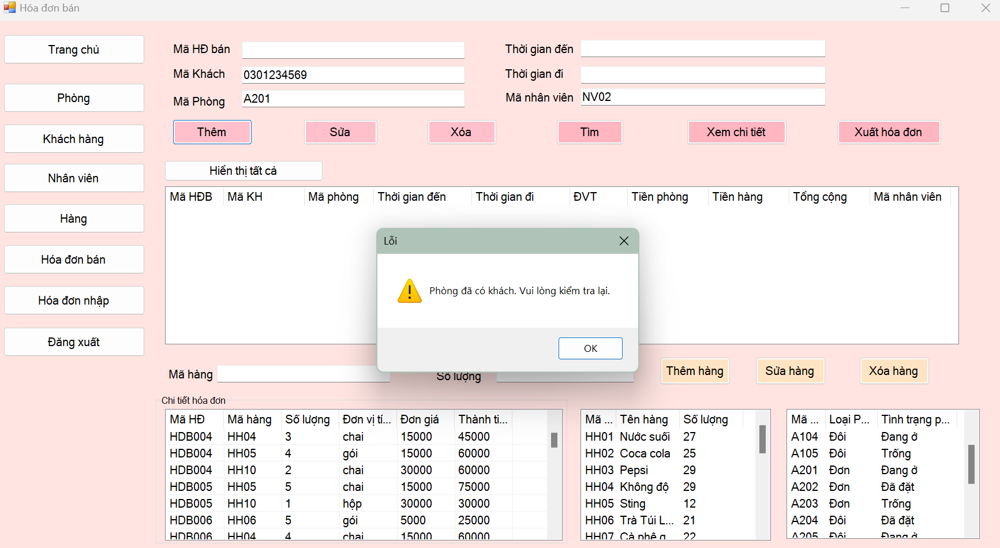 Hóa đơn bán
Trang chủ
Phòng
Khách hàng
Nhân viên
Hàng
Hóa đơn bán
Hóa đơn nhập
Đăng xuất
Mã HĐ bán
Mã Khách 0301234569
Mã Phòng A201
Thời gian đến
Thời gian đi
Mã nhân viên NV02
Thêm Sửa Xóa Tìm Xem chi tiết Xuất hóa đơn
Hiển thị tất cả
Mã HĐB Mã KH Mã phòng Thời gian đến Thời gian đi ĐVT Tiền phòng Tiền hàng Tổng cộng Mã nhân viên
Lỗi
Phòng đã có khách. Vui lòng kiểm tra lại.
OK
Mã hàng Số lượng Thêm hàng Sửa hàng Xóa hàng
Chi tiết hóa đơn
Mã HĐ Mã hàng Số lượng Đơn vị tí... Đơn giá Thành ti...
HDB004 HH04 3 chai 15000 45000
HDB004 HH05 4 gói 15000 60000
HDB004 HH10 2 chai 30000 60000
HDB005 HH05 5 chai 15000 75000
HDB005 HH10 1 hộp 30000 30000
HDB006 HH06 5 gói 5000 25000
HDB006 HH04 4 chai 15000 60000
Mã ... Tên hàng Số lượng
HH01 Nước suối 27
HH02 Coca cola 25
HH03 Pepsi 29
HH04 Không độ 29
HH05 Sting 12
HH06 Trà Túi L... 21
HH07 Cà phê g... 22
Mã ... Loại P... Tình trạng p...
A104 Đôi Đang ở
A105 Đôi Trống
A201 Đơn Đang ở
A202 Đơn Đã đặt
A203 Đơn Trống
A204 Đôi Đã đặt
A205 Đôi Đang ở